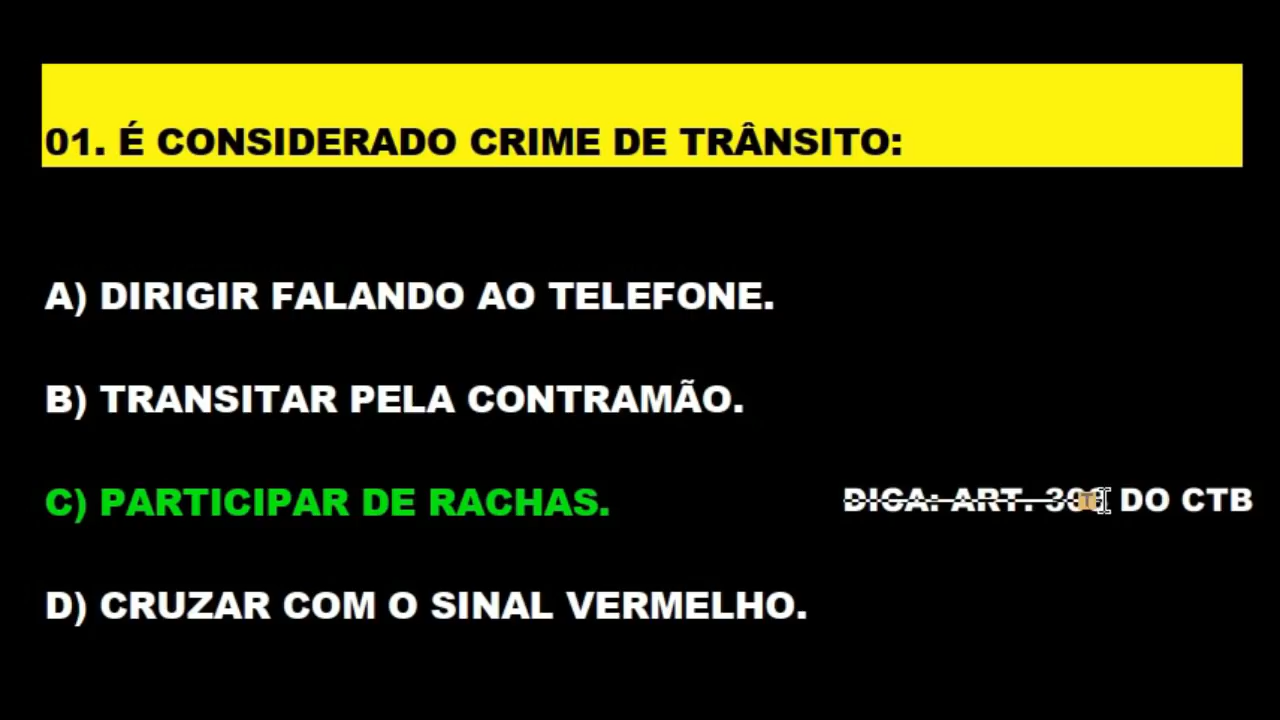 01. É CONSIDERADO CRIME DE TRÂNSITO:
A) DIRIGIR FALANDO AO TELEFONE.
B) TRANSITAR PELA CONTRAMÃO.
C) PARTICIPAR DE RACHAS.
DICA: ART. DO CTB
D) CRUZAR COM O SINAL VERMELHO.